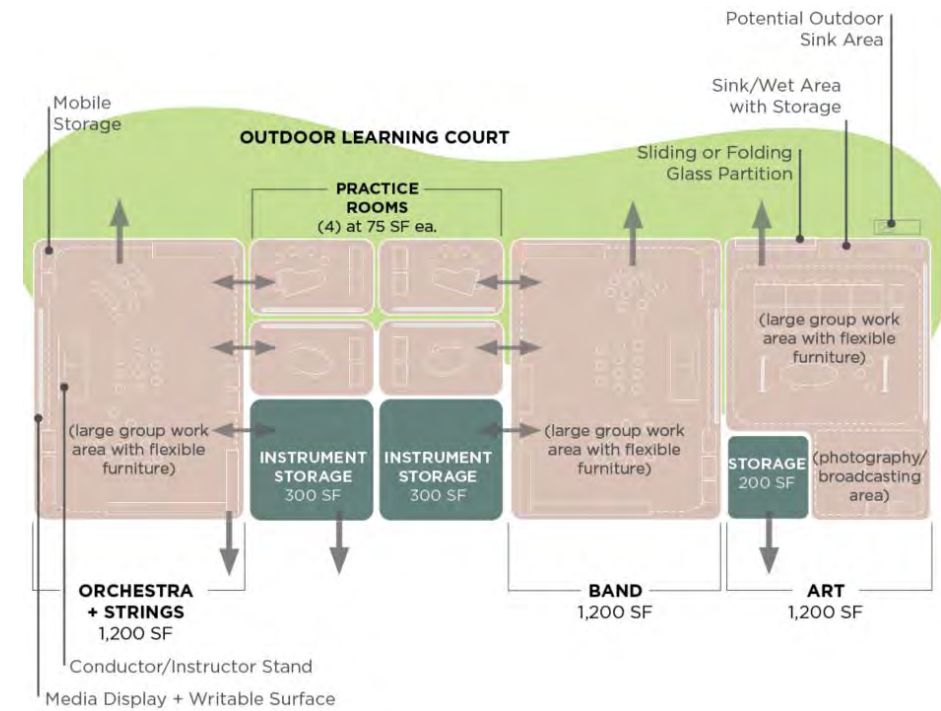 Potential Outdoor
Sink Area
Sink/Wet Area
with Storage
Mobile
Storage
OUTDOOR LEARNING COURT
Sliding or Folding
Glass Partition
PRACTICE
ROOMS
(4) at 75 SF ea.
(large group work
area with flexible
furniture)
(large group work
area with flexible
furniture)
INSTRUMENT
STORAGE
300 SF
INSTRUMENT
STORAGE
300 SF
(large group work
area with flexible
furniture)
STORAGE
200 SF
(photography/
broadcasting
area)
ORCHESTRA
+ STRINGS
1,200 SF
BAND
1,200 SF
ART
1,200 SF
Conductor/Instructor Stand
Media Display + Writable Surface